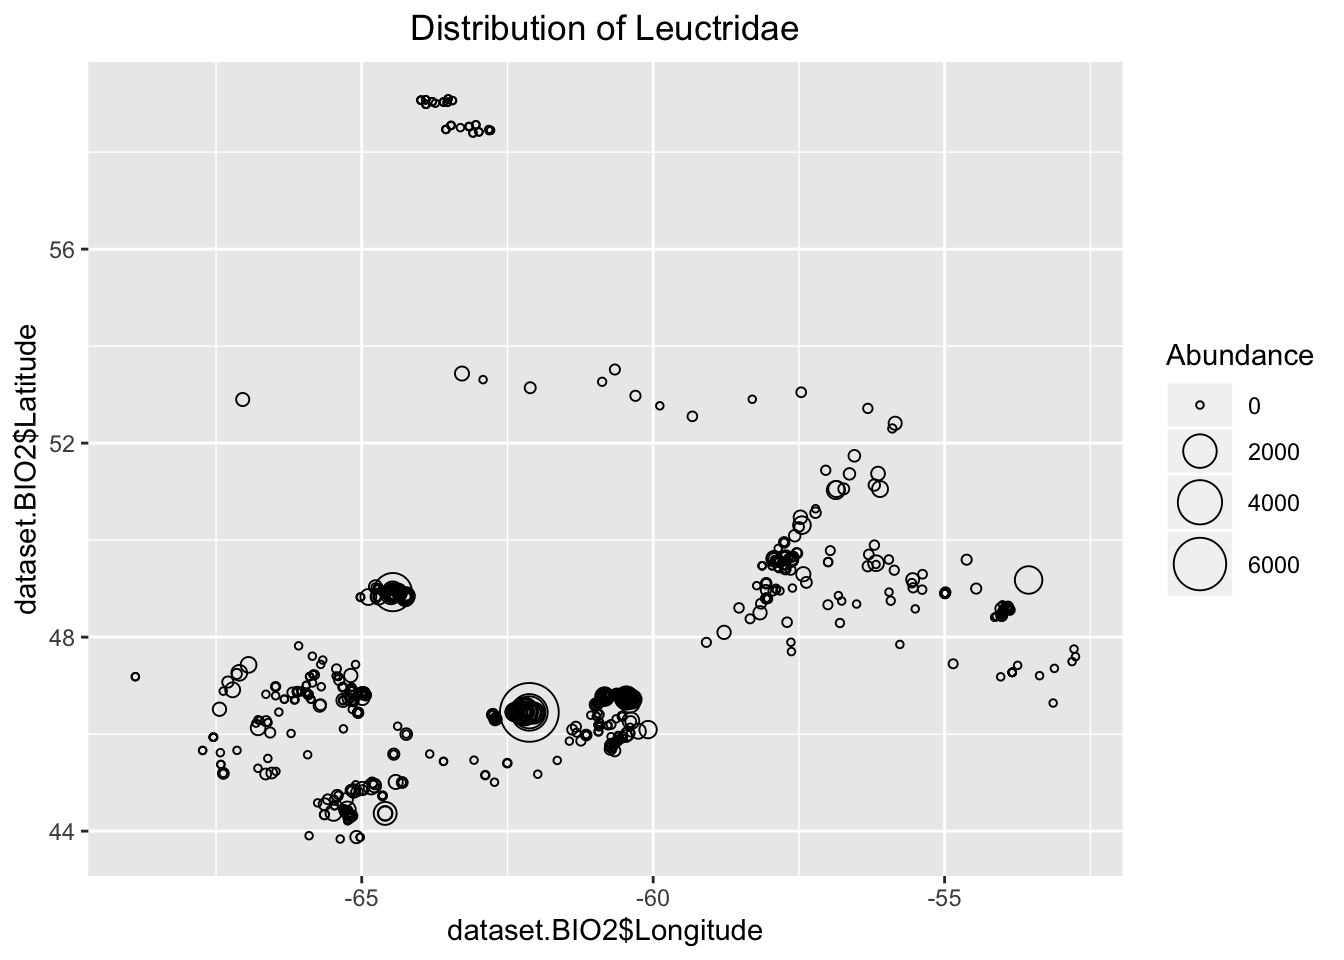 Distribution of Leuctridae
dataset.BIO2$Latitude
56
52
48
44
-65
-60
-55
dataset.BIO2$Longitude
Abundance
0
2000
4000
6000